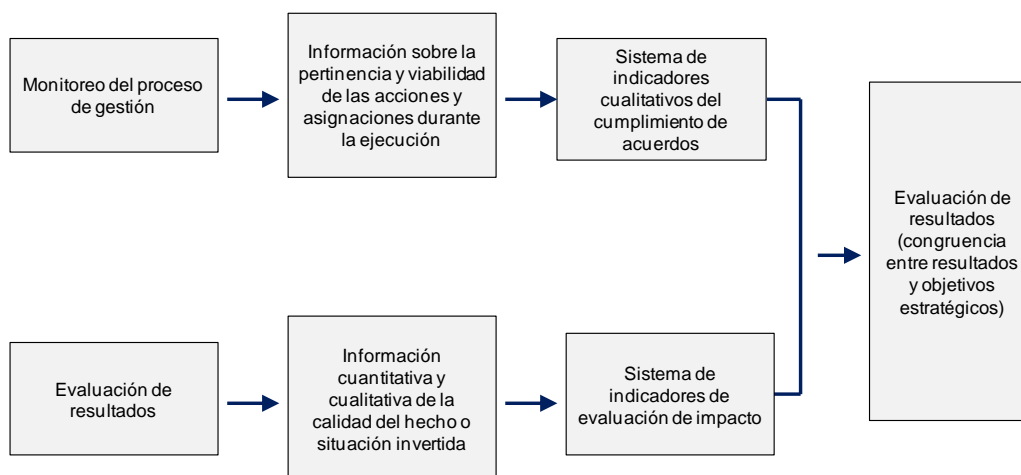 Monitoreo del proceso
de gestión
Información sobre la
pertinencia y viabilidad
de las acciones y
asignaciones durante
la ejecución
Sistema de
indicadores
cualitativos del
cumplimiento de
acuerdos
Evaluación de
resultados
(congruencia
entre resultados
y objetivos
estratégicos)
Evaluación de
resultados
Información
cuantitativa y
cualitativa de la
calidad del hecho o
situación invertida
Sistema de
indicadores de
evaluación de impacto